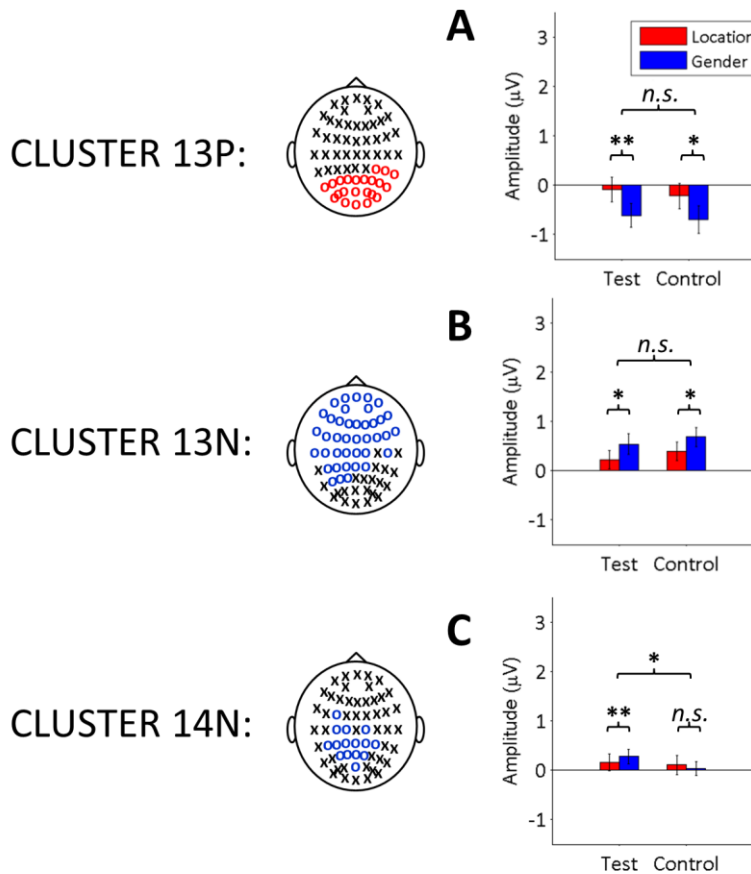 A
3
Location
Gender
2
n.s.
CLUSTER 13P:
Amplitude (μV)
1
**
*
0
-1
Test
Control
B
3
n.s.
2
CLUSTER 13N:
Amplitude (μV)
1
*
*
0
-1
Test
Control
C
3
*
2
CLUSTER 14N:
Amplitude (μV)
1
**
n.s.
0
-1
Test
Control